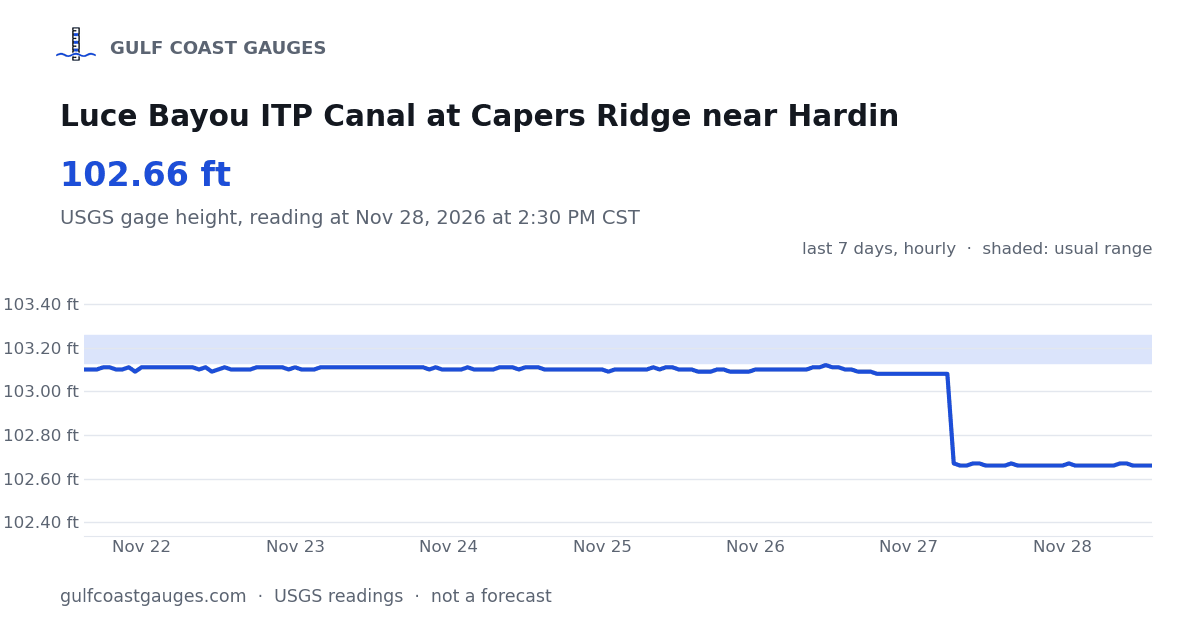 GULF COAST GAUGES
Luce Bayou ITP Canal at Capers Ridge near Hardin
102.66 ft
USGS gage height, reading at Nov 28, 2026 at 2:30 PM CST
last 7 days, hourly · shaded: usual range
103.40 ft
103.20 ft
103.00 ft
102.80 ft
102.60 ft
102.40 ft
Nov 22 Nov 23 Nov 24 Nov 25 Nov 26 Nov 27 Nov 28
gulfcoastgauges.com · USGS readings · not a forecast